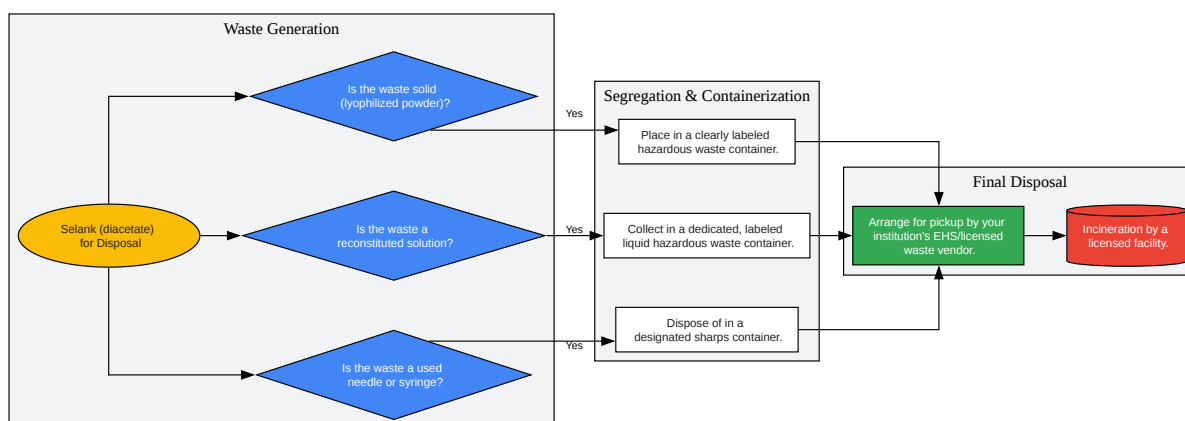 Waste Generation
Is the waste solid
(lyophilized powder)?
Yes
Segregation & Containerization
Place in a clearly labeled
hazardous waste container.
Final Disposal
Selank (diacetate)
for Disposal
Is the waste a
reconstituted solution?
Yes
Collect in a dedicated, labeled
liquid hazardous waste container.
Arrange for pickup by your
institution's EHS/licensed
waste vendor.
Incineration by a
licensed facility.
Is the waste a used
needle or syringe?
Yes
Dispose of in a
designated sharps container.